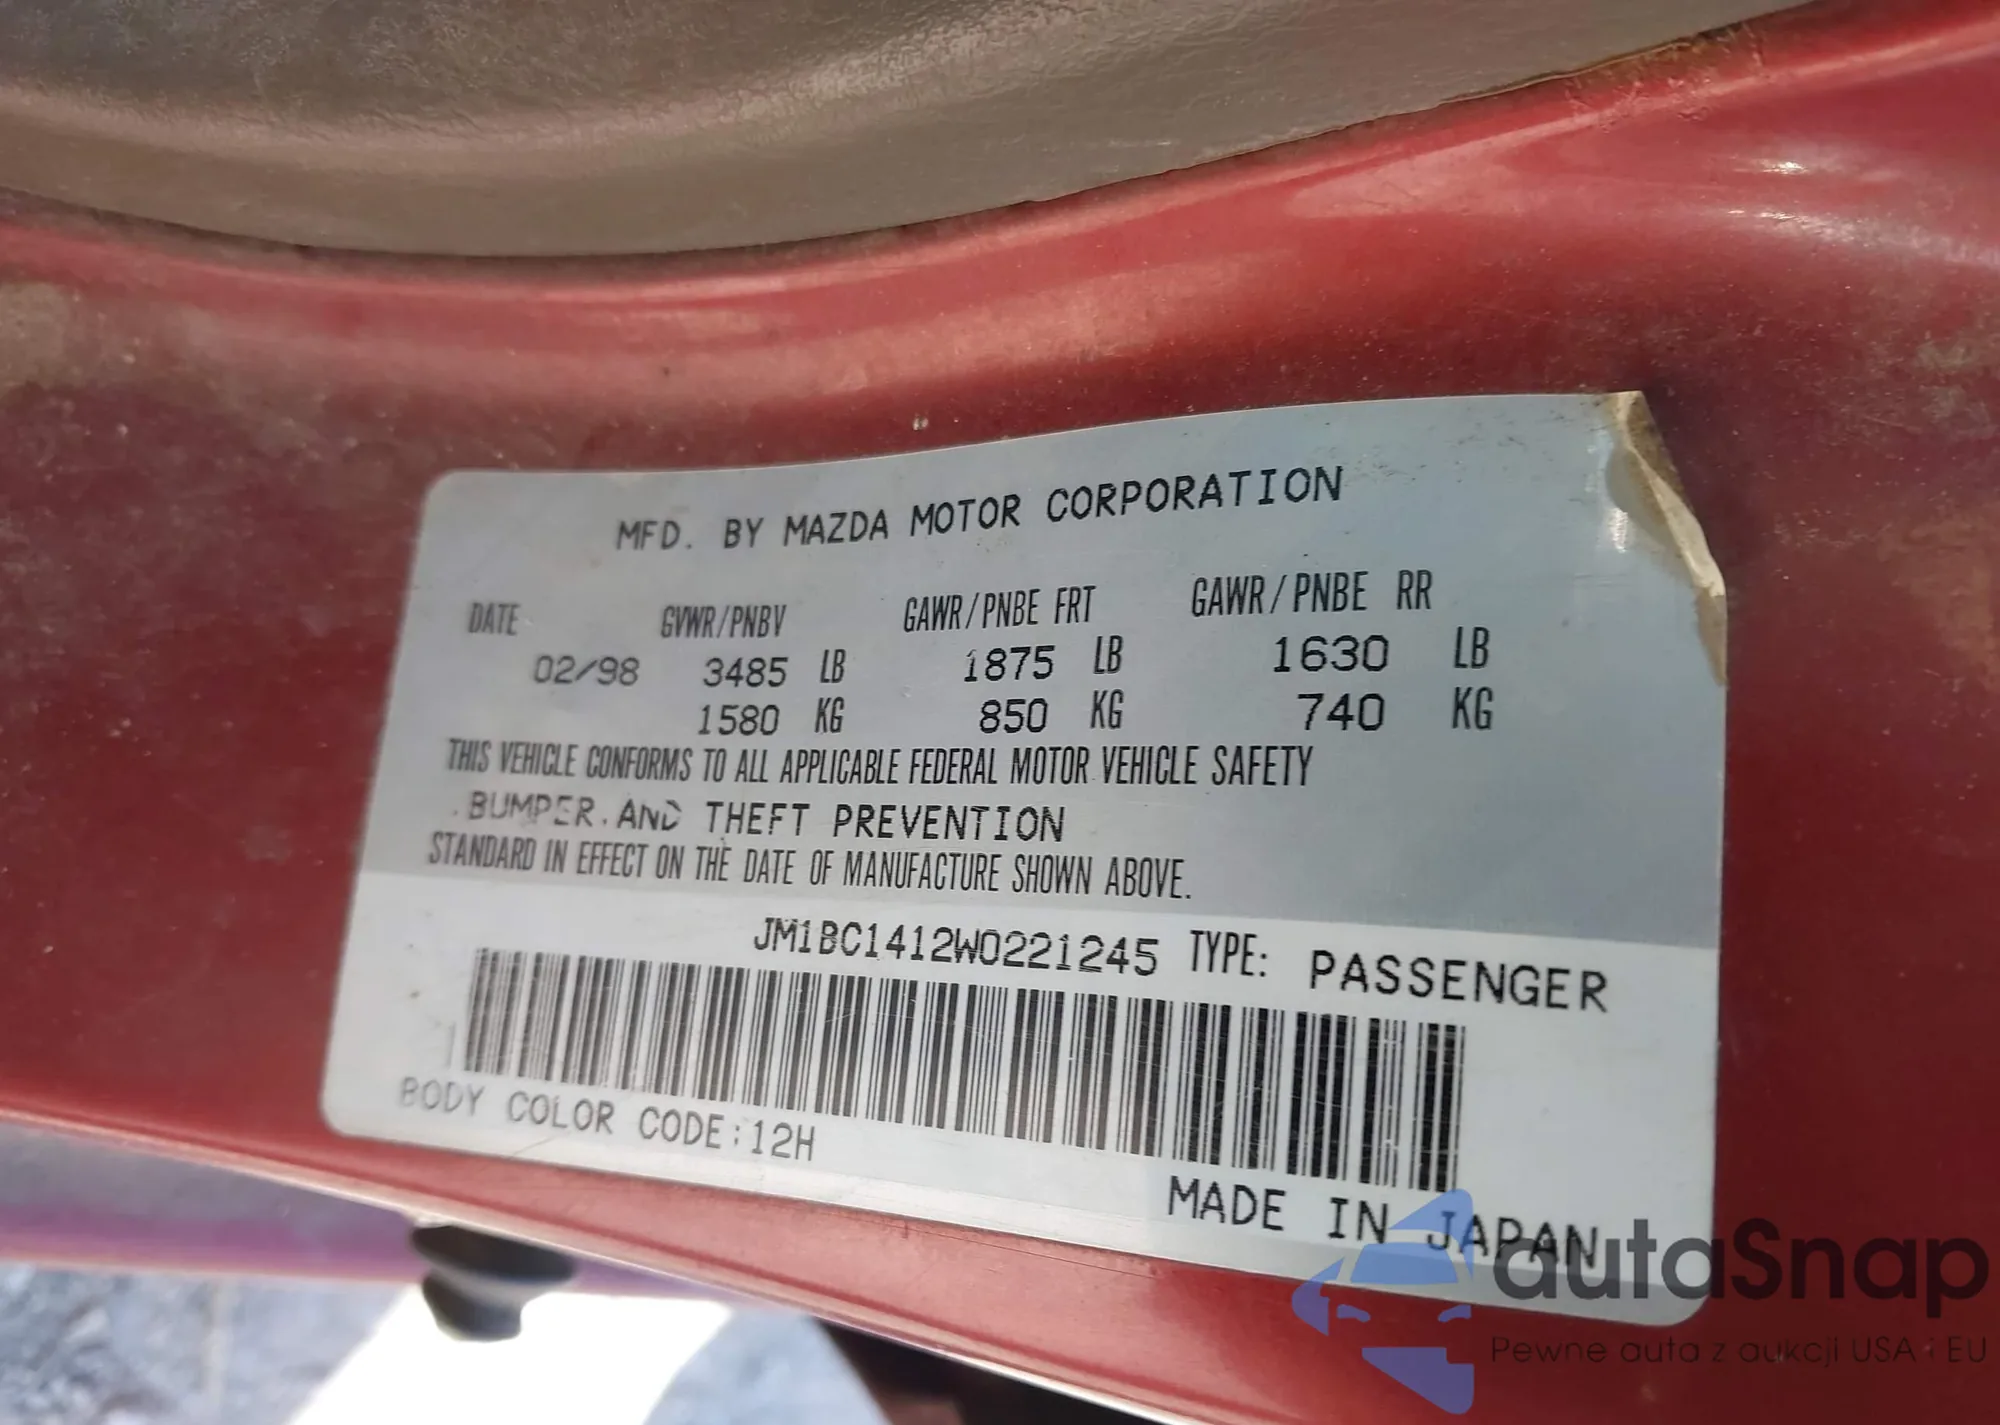 MFD. BY MAZDA MOTOR CORPORATION
DATE GVWR/PNBV GAWR/PNBE FRT GAWR/PNBE RR
02/98 3485 LB 1875 LB 1630 LB
1580 KG 850 KG 740 KG
THIS VEHICLE CONFORMS TO ALL APPLICABLE FEDERAL MOTOR VEHICLE SAFETY
BUMPER AND THEFT PREVENTION
STANDARD IN EFFECT ON THE DATE OF MANUFACTURE SHOWN ABOVE.
JM1BC1412W0221245 TYPE: PASSENGER
BODY COLOR CODE:12H
MADE IN JAPAN
autaSnap
Pewne auta z aukcji USA i EU